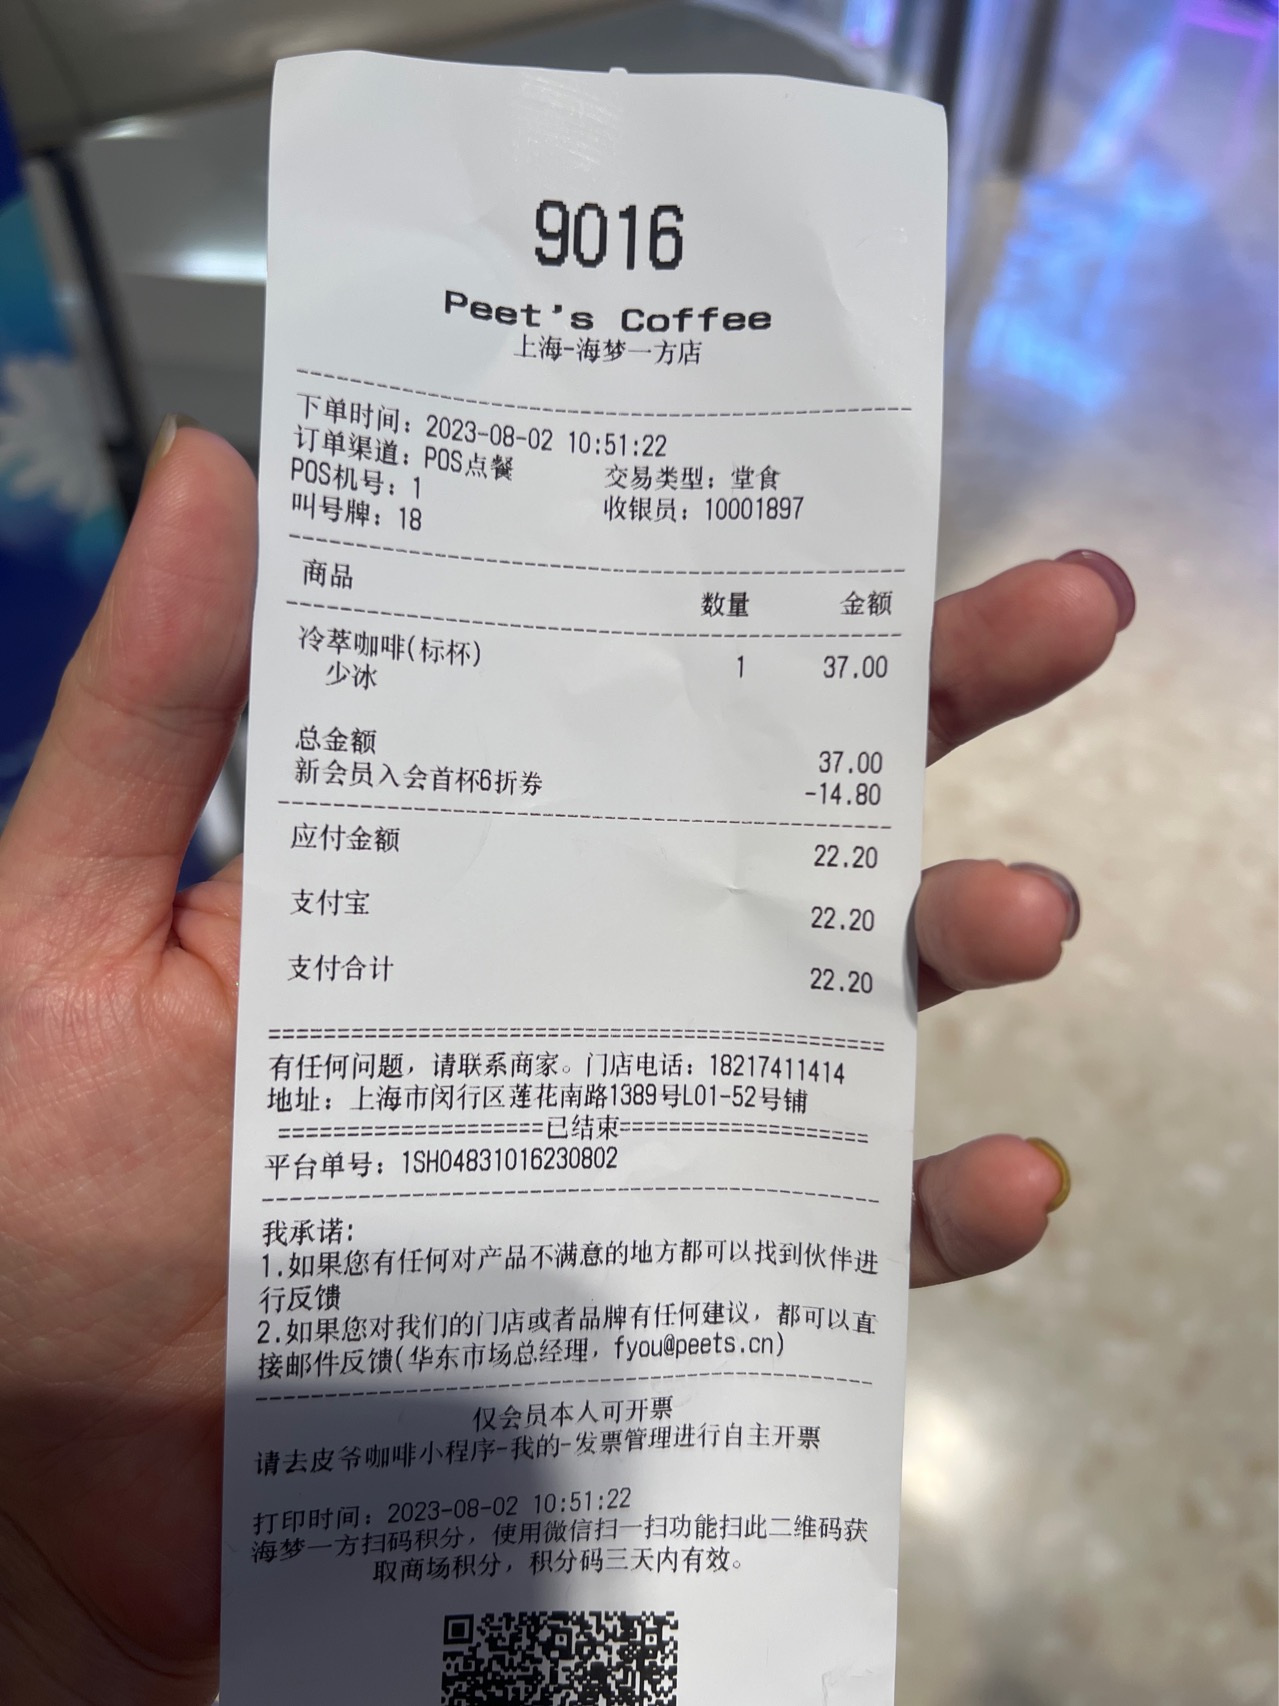 9016
Peet's Coffee
上海-海梦一方店
下单时间：2023-08-02 10:51:22
订单渠道：POS点餐 交易类型：堂食
POS机号：1 收银员：10001897
叫号牌：18
商品 数量 金额
冷萃咖啡(标杯) 1 37.00
少冰
总金额 37.00
新会员入会首杯6折券 -14.80
应付金额 22.20
支付宝 22.20
支付合计 22.20
================================================
有任何问题，请联系商家。门店电话：18217411414
地址：上海市闵行区莲花南路1389号L01-52号铺
====================已结束====================
平台单号：1SH04831016230802
我承诺:
1.如果您有任何对产品不满意的地方都可以找到伙伴进
行反馈
2.如果您对我们的门店或者品牌有任何建议，都可以直
接邮件反馈(华东市场总经理，fyou@peets.cn)
仅会员本人可开票
请去皮爷咖啡小程序-我的-发票管理进行自主开票
打印时间：2023-08-02 10:51:22
海梦一方扫码积分，使用微信扫一扫功能扫此二维码获
取商场积分，积分码三天内有效。